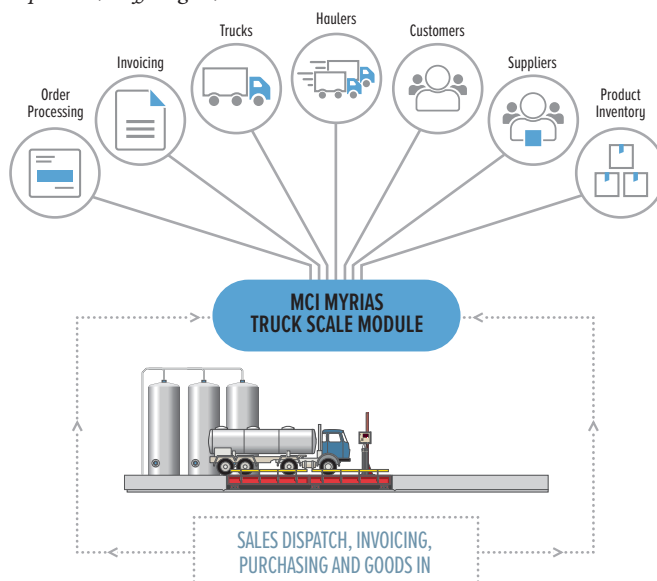 Haulers
Trucks
Customers
Invoicing
Suppliers
Order
Processing
Product
Inventory
MCI MYRIAS
TRUCK SCALE MODULE
SALES DISPATCH, INVOICING,
PURCHASING AND GOODS IN